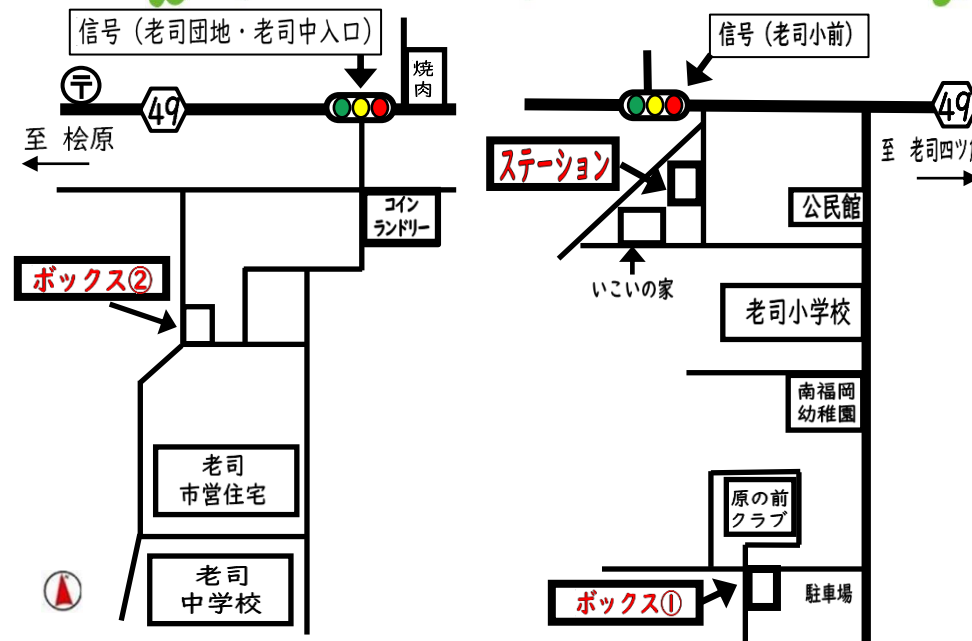 信号（老司団地・老司中入口）
焼
肉
〒
49
至 桧原
コイン
ランドリー
ボックス②
老司
市営住宅
老司
中学校
信号（老司小前）
49
至 老司四ツ
ステーション
公民館
いこいの家
老司小学校
南福岡
幼稚園
原の前
クラブ
ボックス①
駐車場